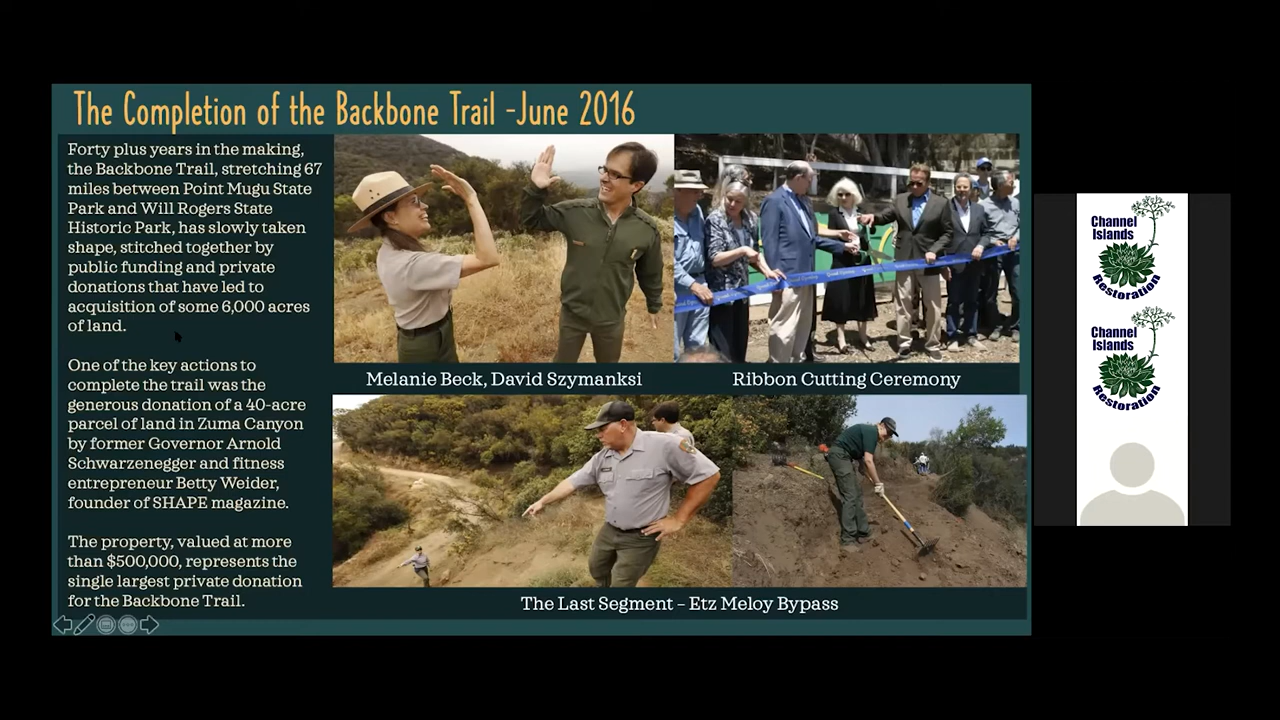 The Completion of the Backbone Trail -June 2016
Forty plus years in the making,
the Backbone Trail, stretching 67
miles between Point Mugu State
Park and Will Rogers State
Historic Park, has slowly taken
shape, stitched together by
public funding and private
donations that have led to
acquisition of some 6,000 acres
of land.
One of the key actions to
complete the trail was the
generous donation of a 40-acre
parcel of land in Zuma Canyon
by former Governor Arnold
Schwarzenegger and fitness
entrepreneur Betty Weider,
founder of SHAPE magazine.
The property, valued at more
than $500,000, represents the
single largest private donation
for the Backbone Trail.
Melanie Beck, David Szymanksi
Ribbon Cutting Ceremony
The Last Segment – Etz Meloy Bypass
Channel
Islands
Restoration
Channel
Islands
Restoration